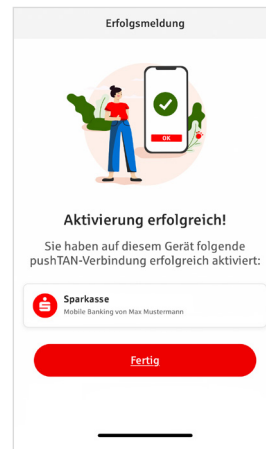 Erfolgsmeldung
OK
Aktivierung erfolgreich!
Sie haben auf diesem Gerät folgende
pushTAN-Verbindung erfolgreich aktiviert:
Sparkasse
Mobile Banking von Max Mustermann
Fertig